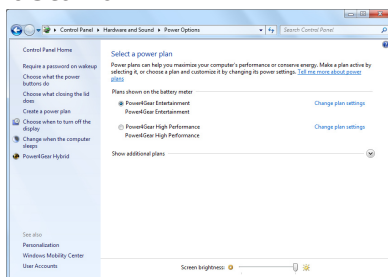 Control Panel ▸ Hardware and Sound ▸ Power Options
Search Control Panel
Control Panel Home
Require a password on wakeup
Choose what the power
buttons do
Choose what closing the lid
does
Create a power plan
Choose when to turn off the
display
Change when the computer
sleeps
Power4Gear Hybrid
See also
Personalization
Windows Mobility Center
User Accounts
Select a power plan
Power plans can help you maximize your computer's performance or conserve energy. Make a plan active by
selecting it, or choose a plan and customize it by changing its power settings. Tell me more about power
plans
Plans shown on the battery meter
Power4Gear Entertainment Change plan settings
Power4Gear Entertainment
Power4Gear High Performance Change plan settings
Power4Gear High Performance
Show additional plans
Screen brightness: